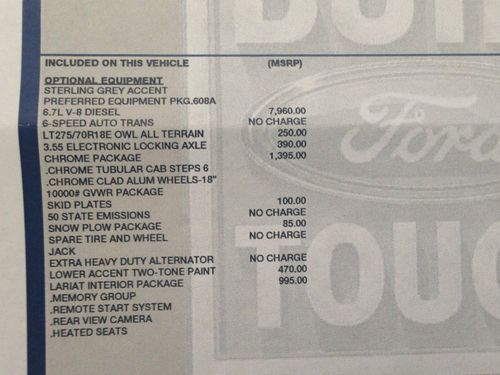 BUIL
INCLUDED ON THIS VEHICLE (MSRP)
OPTIONAL EQUIPMENT
STERLING GREY ACCENT
PREFERRED EQUIPMENT PKG.608A
6.7L V-8 DIESEL 7,960.00
6-SPEED AUTO TRANS NO CHARGE
LT275/70R18E OWL ALL TERRAIN 250.00
3.55 ELECTRONIC LOCKING AXLE 390.00
CHROME PACKAGE 1,395.00
.CHROME TUBULAR CAB STEPS 6
.CHROME CLAD ALUM WHEELS-18"
10000# GVWR PACKAGE
SKID PLATES 100.00
50 STATE EMISSIONS NO CHARGE
SNOW PLOW PACKAGE 85.00
SPARE TIRE AND WHEEL NO CHARGE
JACK
EXTRA HEAVY DUTY ALTERNATOR NO CHARGE
LOWER ACCENT TWO-TONE PAINT 470.00
LARIAT INTERIOR PACKAGE 995.00
.MEMORY GROUP
.REMOTE START SYSTEM
.REAR VIEW CAMERA
.HEATED SEATS
Ford
TOUG